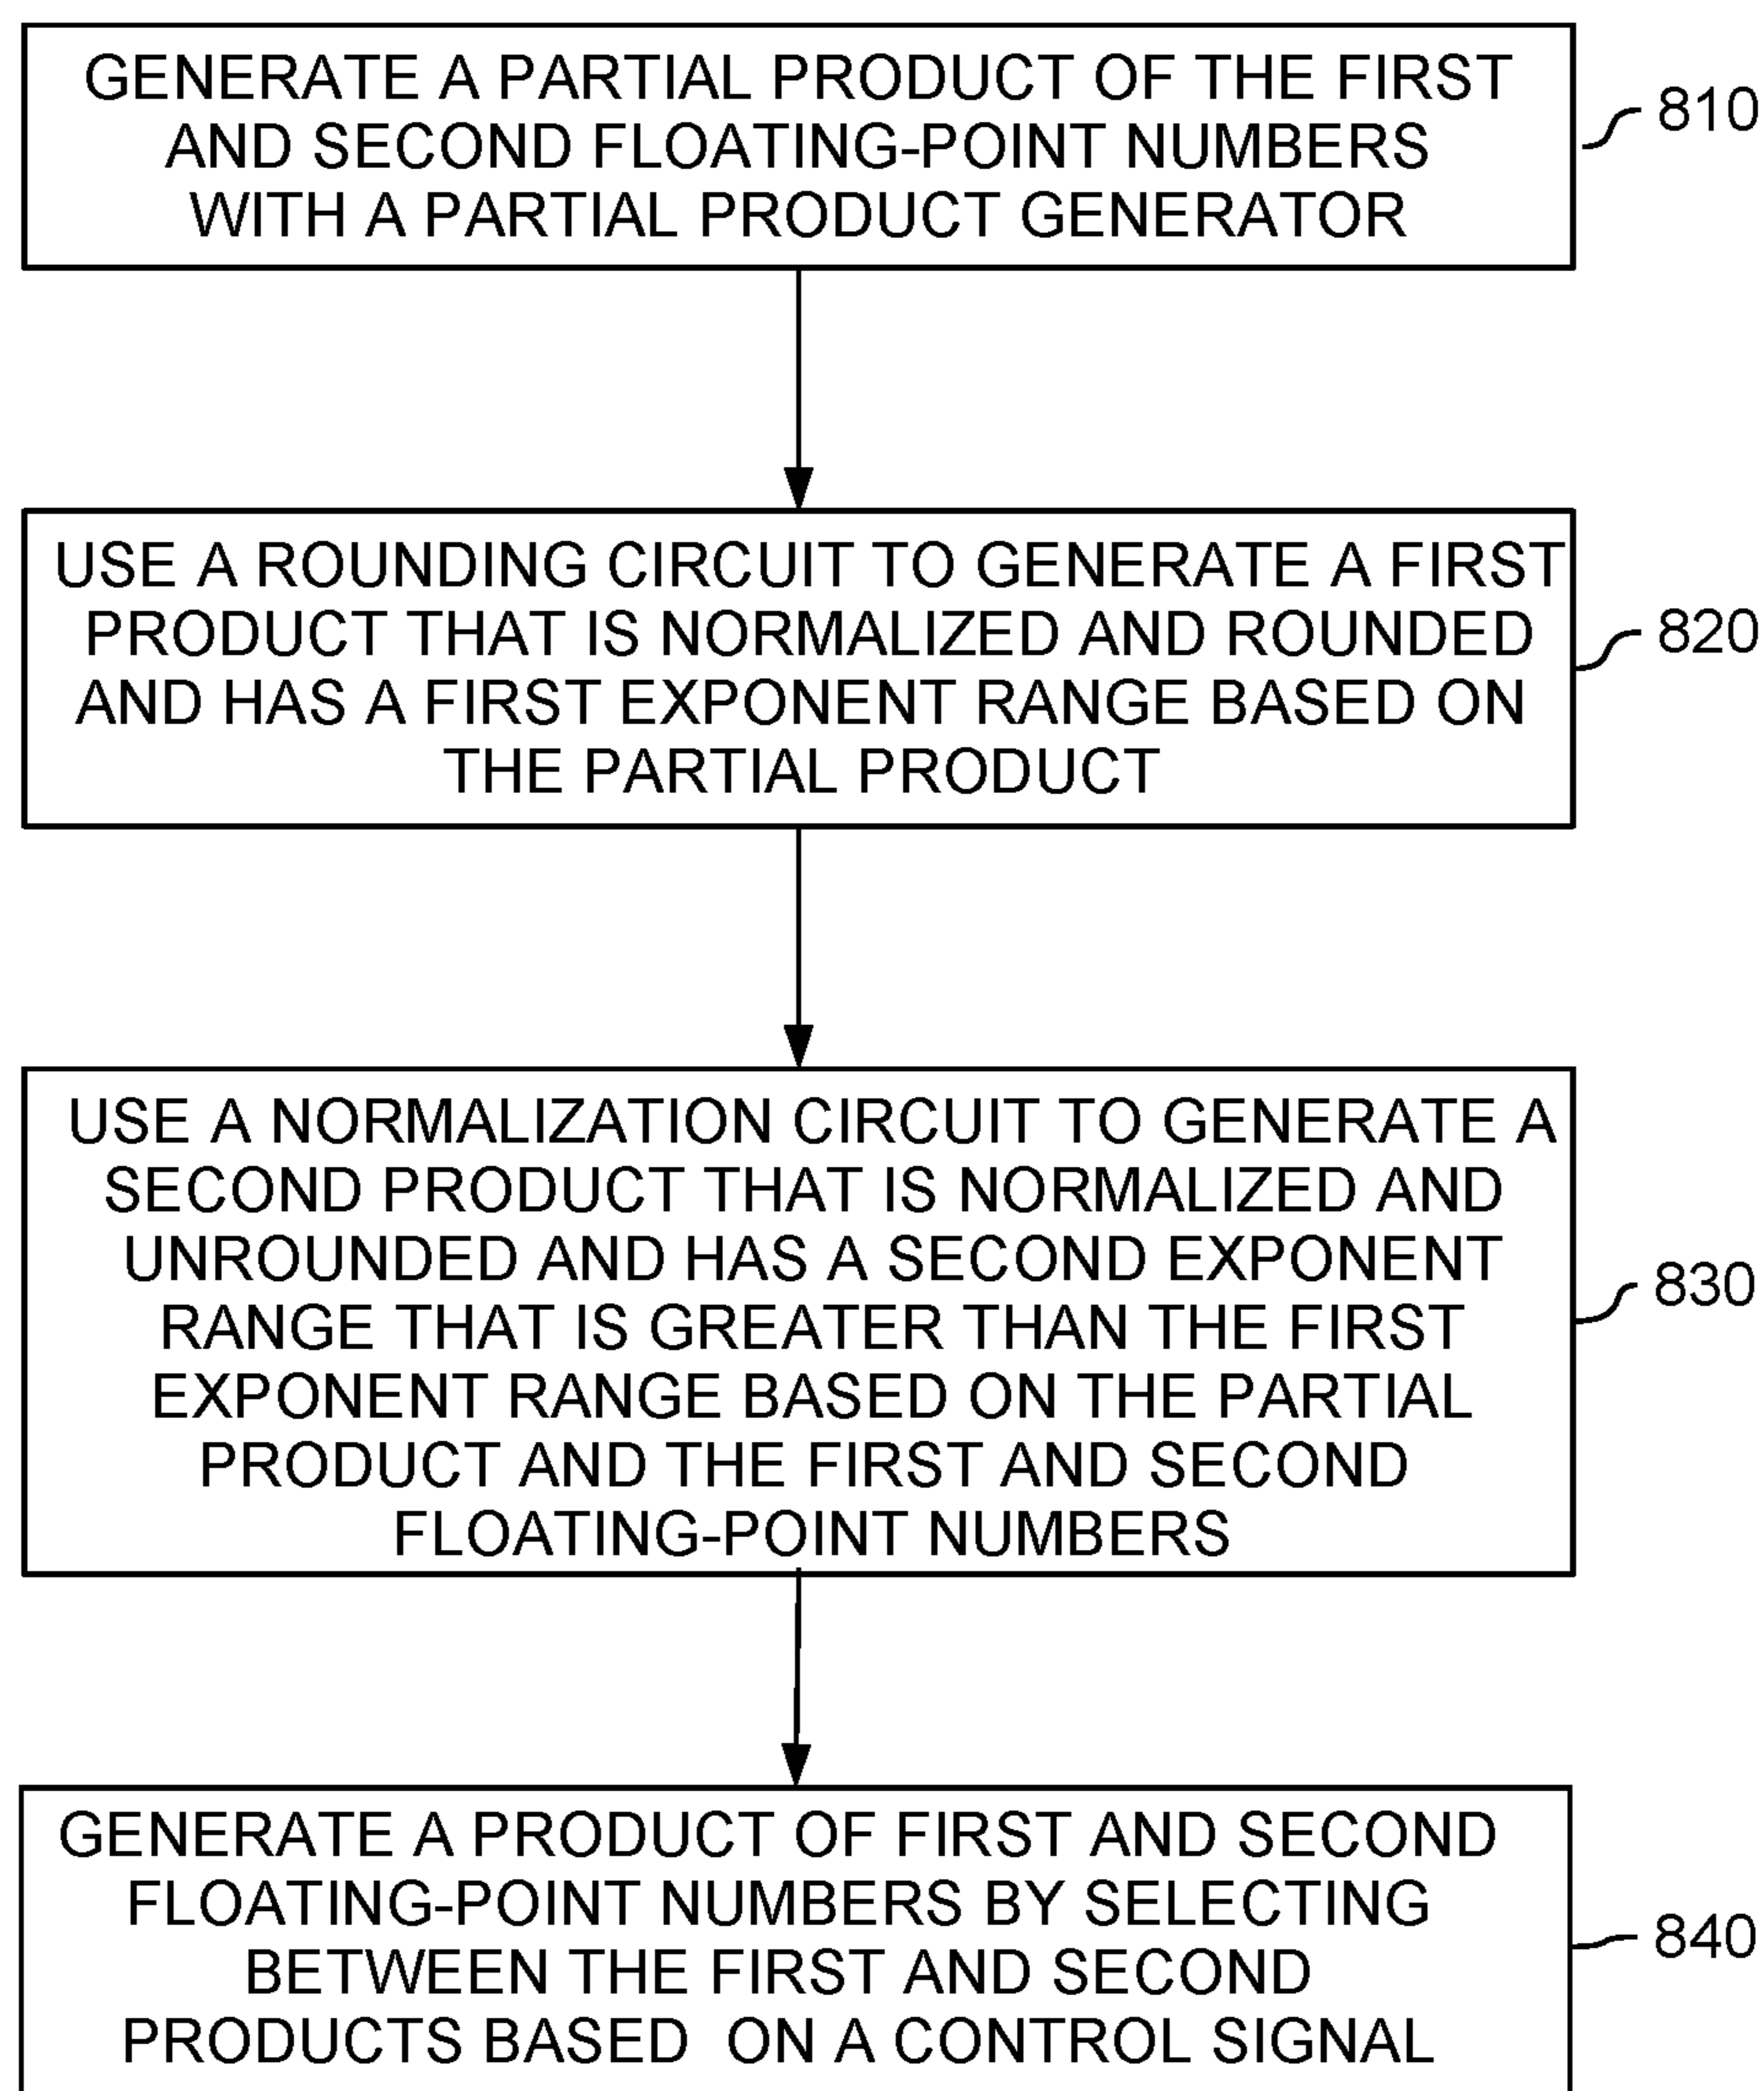 GENERATE A PARTIAL PRODUCT OF THE FIRST
AND SECOND FLOATING-POINT NUMBERS
WITH A PARTIAL PRODUCT GENERATOR
810
USE A ROUNDING CIRCUIT TO GENERATE A FIRST
PRODUCT THAT IS NORMALIZED AND ROUNDED
AND HAS A FIRST EXPONENT RANGE BASED ON
THE PARTIAL PRODUCT
820
USE A NORMALIZATION CIRCUIT TO GENERATE A
SECOND PRODUCT THAT IS NORMALIZED AND
UNROUNDED AND HAS A SECOND EXPONENT
RANGE THAT IS GREATER THAN THE FIRST
EXPONENT RANGE BASED ON THE PARTIAL
PRODUCT AND THE FIRST AND SECOND
FLOATING-POINT NUMBERS
830
GENERATE A PRODUCT OF FIRST AND SECOND
FLOATING-POINT NUMBERS BY SELECTING
BETWEEN THE FIRST AND SECOND
PRODUCTS BASED ON A CONTROL SIGNAL
840